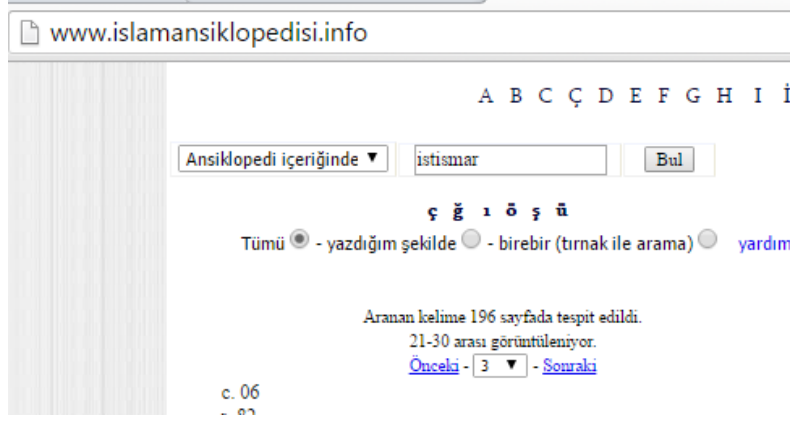 www.islamansiklopedisi.info
A B C Ç D E F G H I İ
Ansiklopedi içeriğinde istismar Bul
ç ğ ı ö ş ü
Tümü - yazdığım şekilde - birebir (tırnak ile arama) yardım
Aranan kelime 196 sayfada tespit edildi.
21-30 arası görüntüleniyor.
Önceki - 3 - Sonraki
c. 06